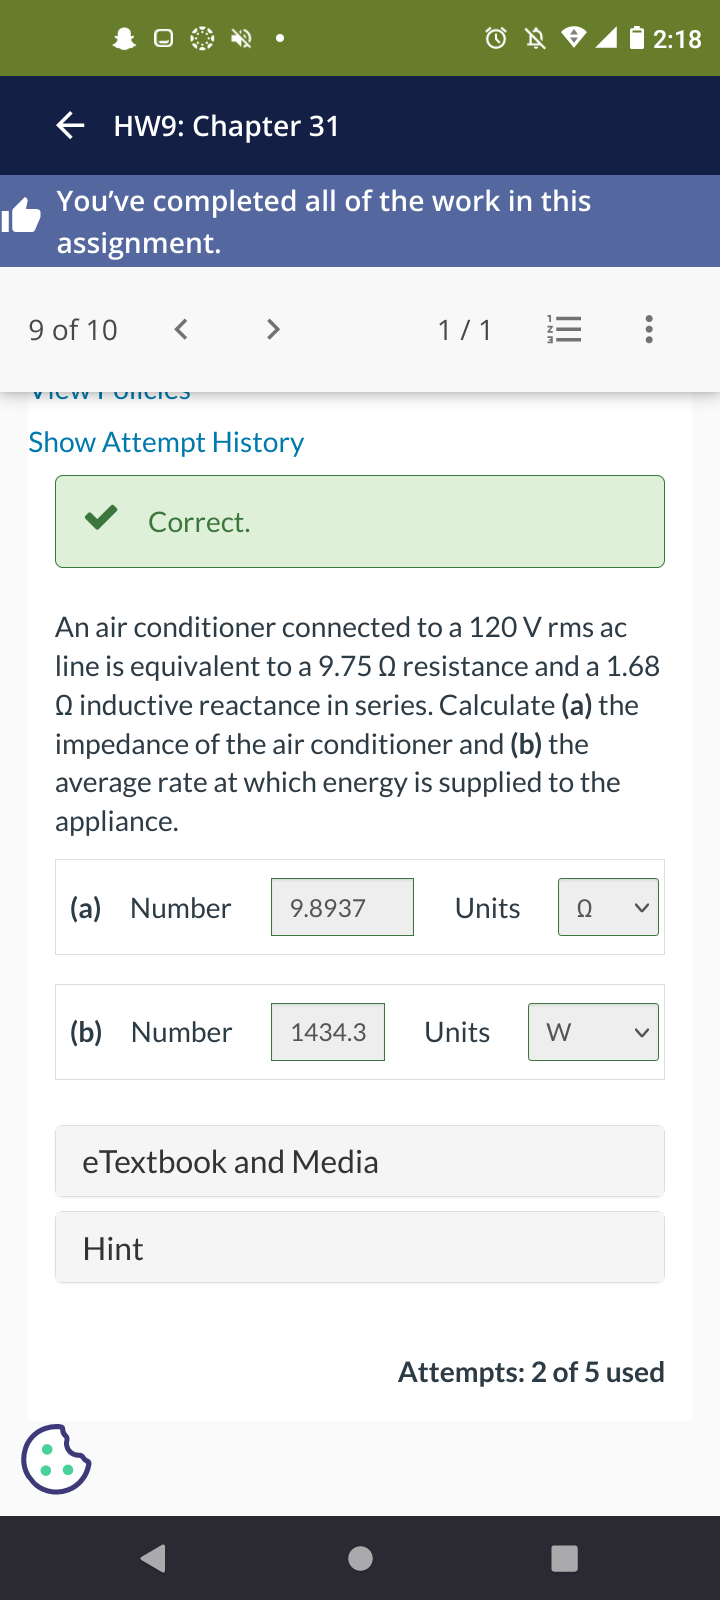 2:18
HW9: Chapter 31
You’ve completed all of the work in this
assignment.
9 of 10
1 / 1
View Policies
Show Attempt History
Correct.
An air conditioner connected to a 120 V rms ac
line is equivalent to a 9.75 Ω resistance and a 1.68
Ω inductive reactance in series. Calculate (a) the
impedance of the air conditioner and (b) the
average rate at which energy is supplied to the
appliance.
(a) Number 9.8937 Units Ω
(b) Number 1434.3 Units W
eTextbook and Media
Hint
Attempts: 2 of 5 used